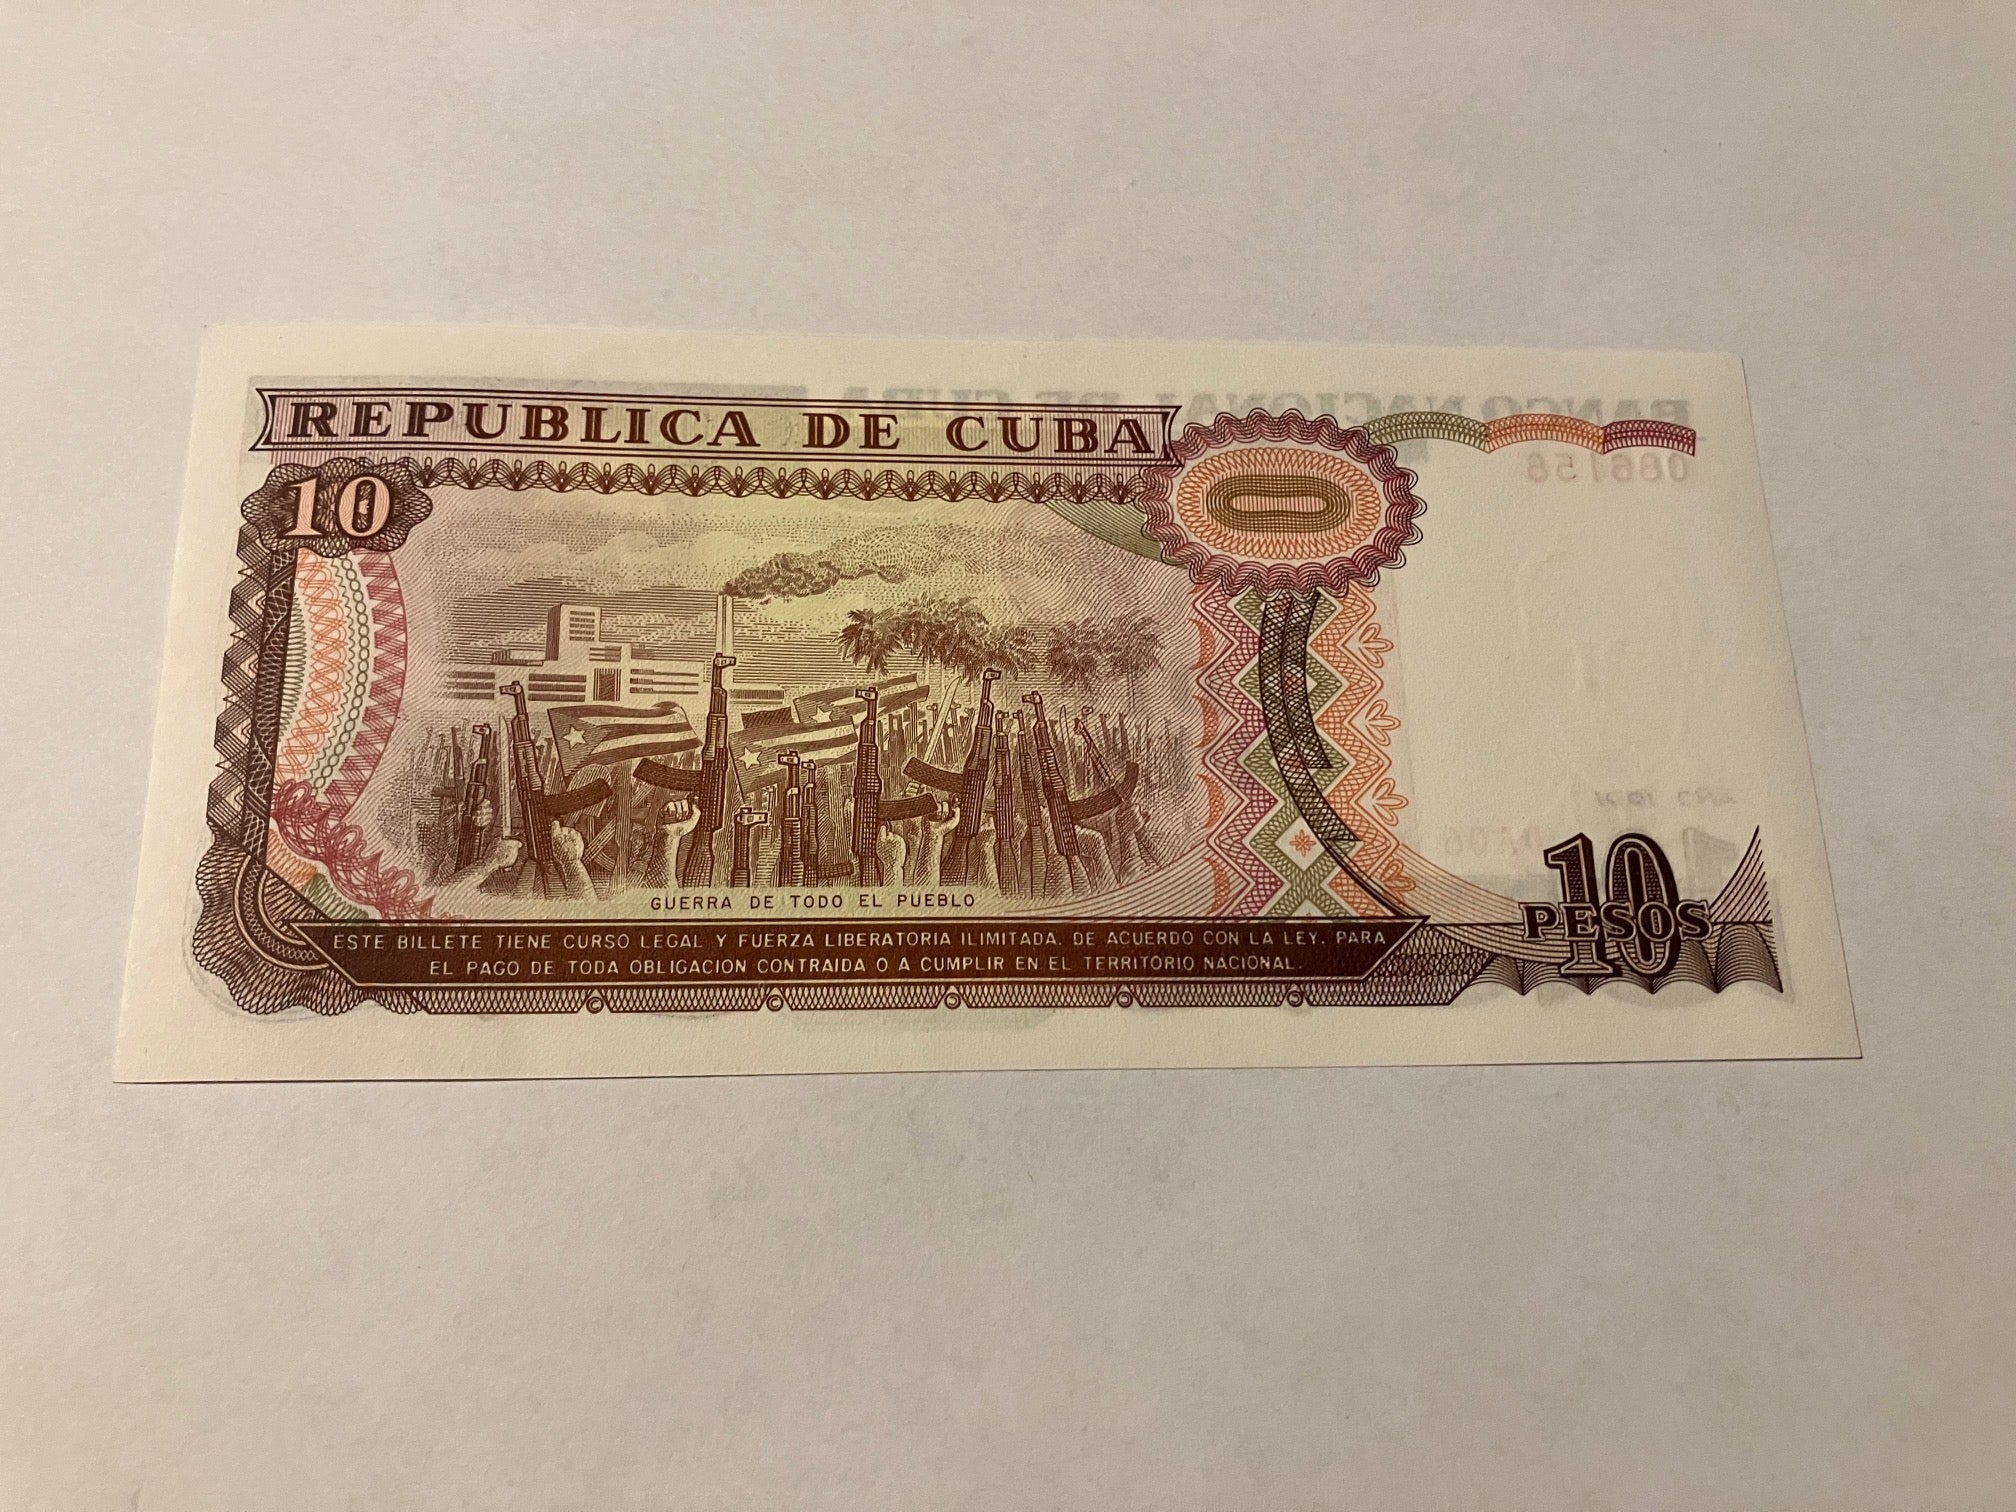 REPUBLICA DE CUBA
10
GUERRA DE TODO EL PUEBLO
ESTE BILLETE TIENE CURSO LEGAL Y FUERZA LIBERATORIA ILIMITADA. DE ACUERDO CON LA LEY, PARA
EL PAGO DE TODA OBLIGACION CONTRAIDA O A CUMPLIR EN EL TERRITORIO NACIONAL.
10
PESOS